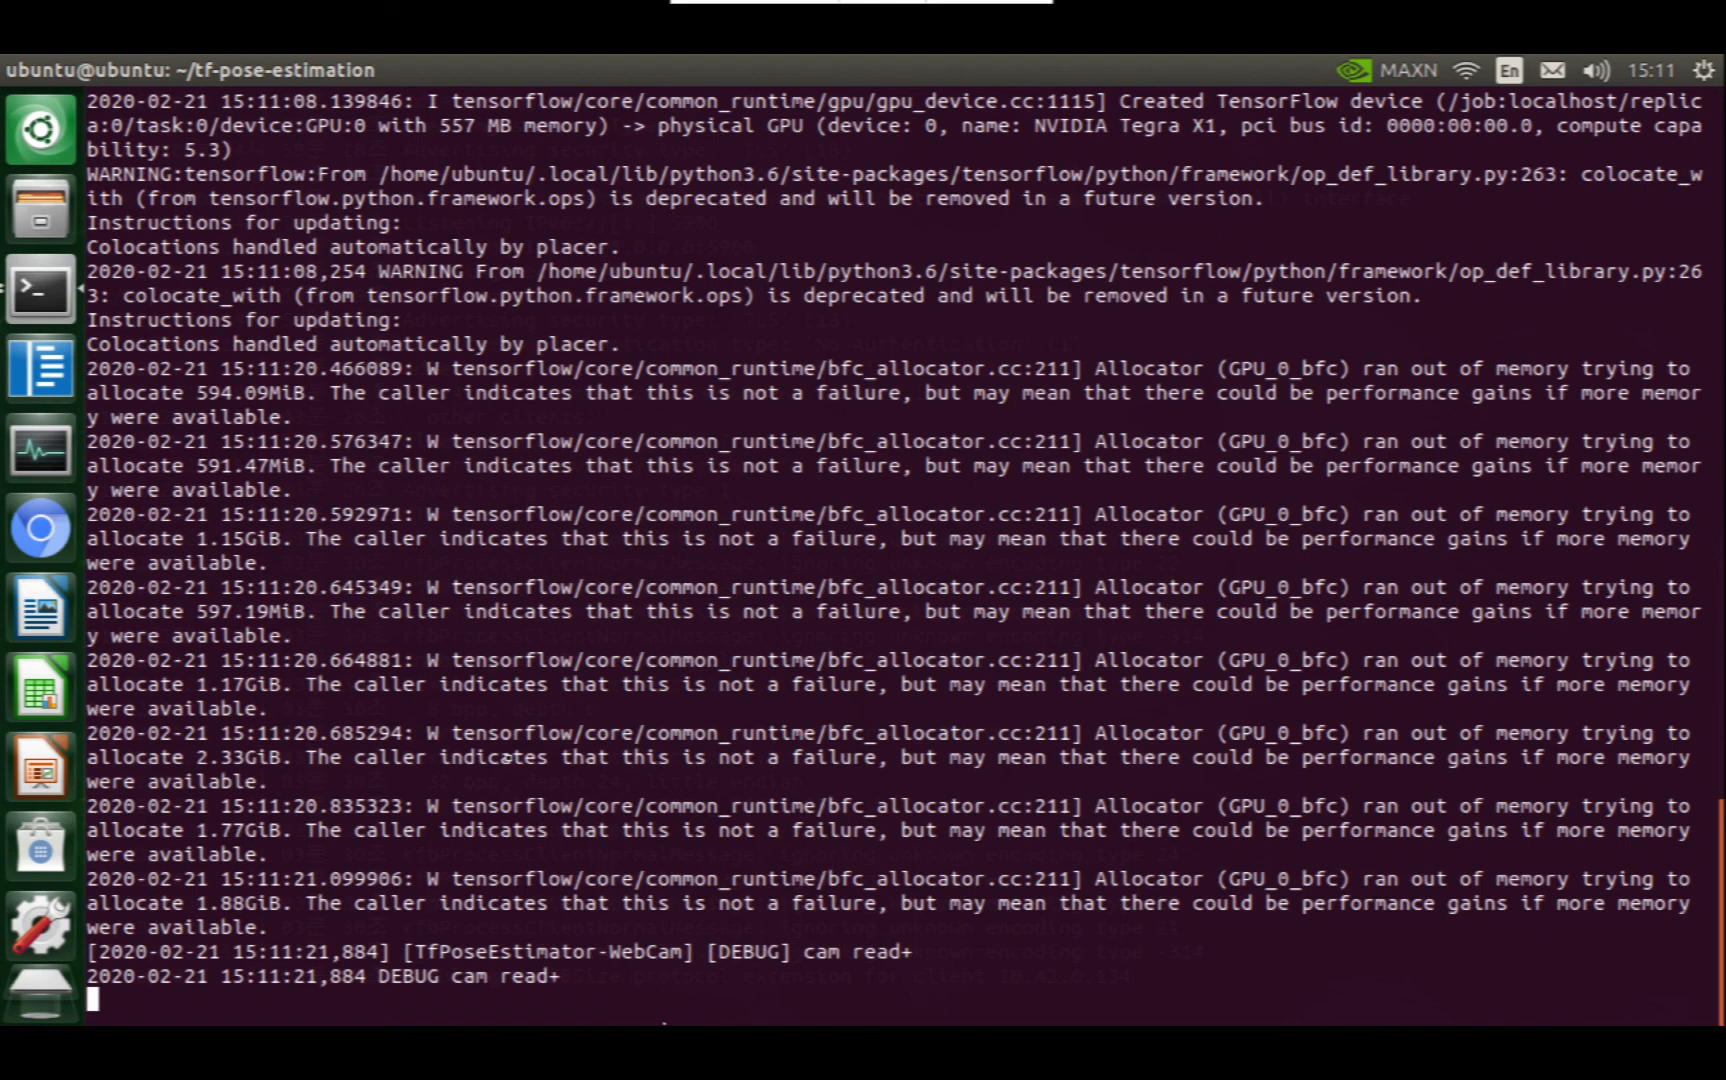 ubuntu@ubuntu: ~/tf-pose-estimation
MAXN En 15:11
2020-02-21 15:11:08.139846: I tensorflow/core/common_runtime/gpu/gpu_device.cc:1115] Created TensorFlow device (/job:localhost/replic
a:0/task:0/device:GPU:0 with 557 MB memory) -> physical GPU (device: 0, name: NVIDIA Tegra X1, pci bus id: 0000:00:00.0, compute capa
bility: 5.3)
WARNING:tensorflow:From /home/ubuntu/.local/lib/python3.6/site-packages/tensorflow/python/framework/op_def_library.py:263: colocate_w
ith (from tensorflow.python.framework.ops) is deprecated and will be removed in a future version.
Instructions for updating:
Colocations handled automatically by placer.
2020-02-21 15:11:08,254 WARNING From /home/ubuntu/.local/lib/python3.6/site-packages/tensorflow/python/framework/op_def_library.py:26
3: colocate_with (from tensorflow.python.framework.ops) is deprecated and will be removed in a future version.
Instructions for updating:
Colocations handled automatically by placer.
2020-02-21 15:11:20.466089: W tensorflow/core/common_runtime/bfc_allocator.cc:211] Allocator (GPU_0_bfc) ran out of memory trying to
allocate 594.09MiB. The caller indicates that this is not a failure, but may mean that there could be performance gains if more memor
y were available.
2020-02-21 15:11:20.576347: W tensorflow/core/common_runtime/bfc_allocator.cc:211] Allocator (GPU_0_bfc) ran out of memory trying to
allocate 591.47MiB. The caller indicates that this is not a failure, but may mean that there could be performance gains if more memor
y were available.
2020-02-21 15:11:20.592971: W tensorflow/core/common_runtime/bfc_allocator.cc:211] Allocator (GPU_0_bfc) ran out of memory trying to
allocate 1.15GiB. The caller indicates that this is not a failure, but may mean that there could be performance gains if more memory
were available.
2020-02-21 15:11:20.645349: W tensorflow/core/common_runtime/bfc_allocator.cc:211] Allocator (GPU_0_bfc) ran out of memory trying to
allocate 597.19MiB. The caller indicates that this is not a failure, but may mean that there could be performance gains if more memor
y were available.
2020-02-21 15:11:20.664881: W tensorflow/core/common_runtime/bfc_allocator.cc:211] Allocator (GPU_0_bfc) ran out of memory trying to
allocate 1.17GiB. The caller indicates that this is not a failure, but may mean that there could be performance gains if more memory
were available.
2020-02-21 15:11:20.685294: W tensorflow/core/common_runtime/bfc_allocator.cc:211] Allocator (GPU_0_bfc) ran out of memory trying to
allocate 2.33GiB. The caller indicates that this is not a failure, but may mean that there could be performance gains if more memory
were available.
2020-02-21 15:11:20.835323: W tensorflow/core/common_runtime/bfc_allocator.cc:211] Allocator (GPU_0_bfc) ran out of memory trying to
allocate 1.77GiB. The caller indicates that this is not a failure, but may mean that there could be performance gains if more memory
were available.
2020-02-21 15:11:21.099906: W tensorflow/core/common_runtime/bfc_allocator.cc:211] Allocator (GPU_0_bfc) ran out of memory trying to
allocate 1.88GiB. The caller indicates that this is not a failure, but may mean that there could be performance gains if more memory
were available.
[2020-02-21 15:11:21,884] [TfPoseEstimator-WebCam] [DEBUG] cam read+
2020-02-21 15:11:21,884 DEBUG cam read+